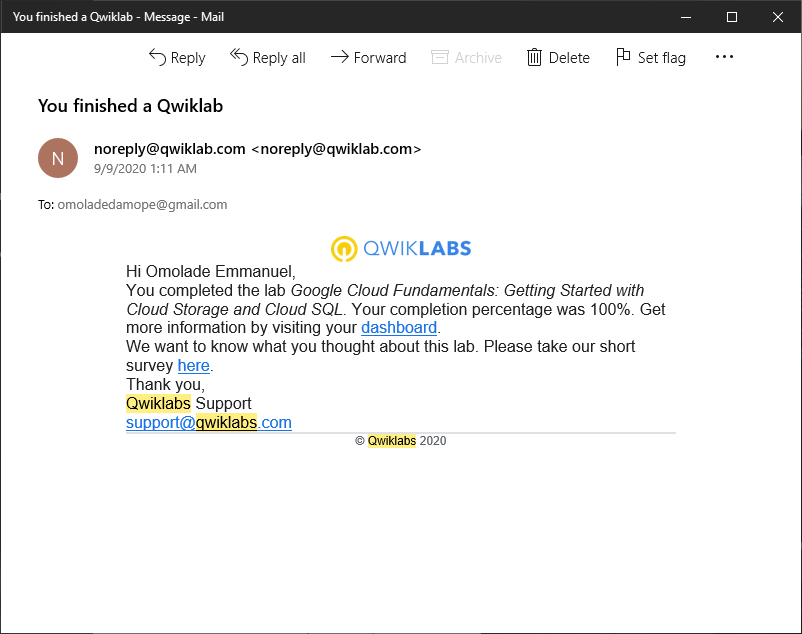 You finished a Qwiklab - Message - Mail
Reply Reply all Forward Archive Delete Set flag
You finished a Qwiklab
N
noreply@qwiklab.com <noreply@qwiklab.com>
9/9/2020 1:11 AM
To: omoladedamope@gmail.com
QWIKLABS
Hi Omolade Emmanuel,
You completed the lab Google Cloud Fundamentals: Getting Started with
Cloud Storage and Cloud SQL. Your completion percentage was 100%. Get
more information by visiting your dashboard.
We want to know what you thought about this lab. Please take our short
survey here.
Thank you,
Qwiklabs Support
support@qwiklabs.com
© Qwiklabs 2020